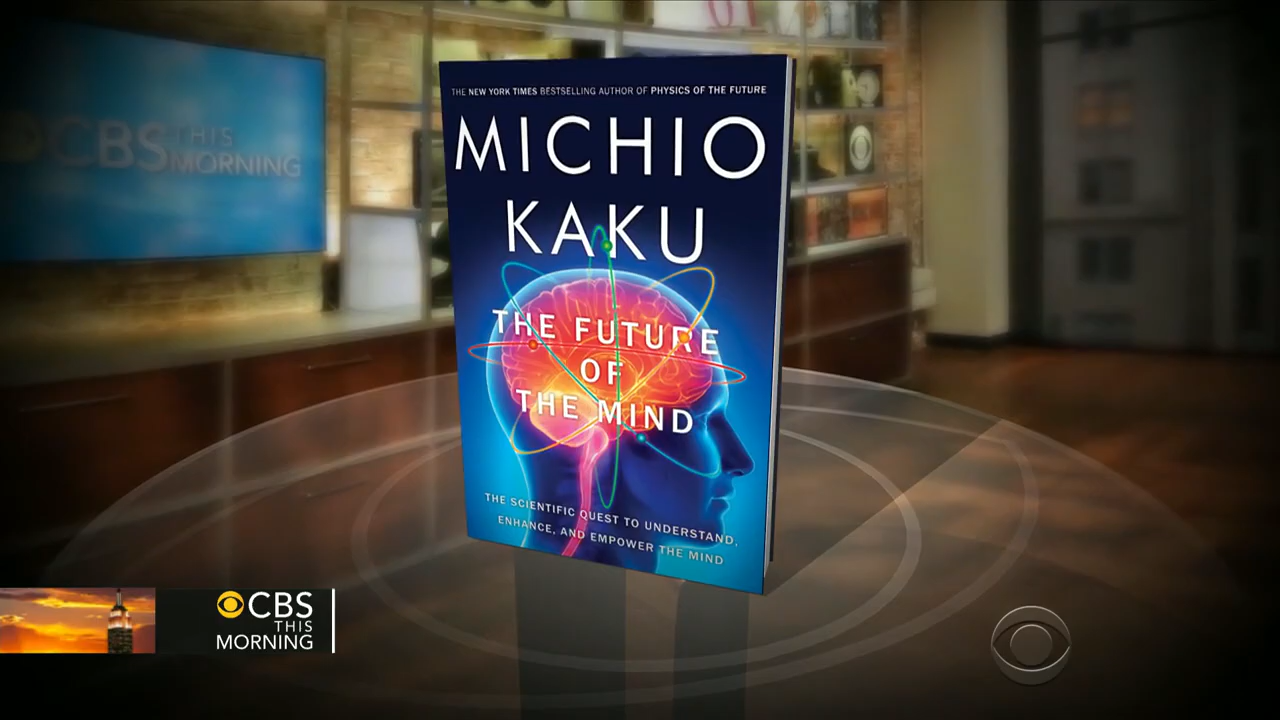 CBS THIS
MORNING
THE NEW YORK TIMES BESTSELLING AUTHOR OF PHYSICS OF THE FUTURE
MICHIO
KAKU
THE FUTURE
OF
THE MIND
THE SCIENTIFIC QUEST TO UNDERSTAND,
ENHANCE, AND EMPOWER THE MIND
CBS
THIS
MORNING